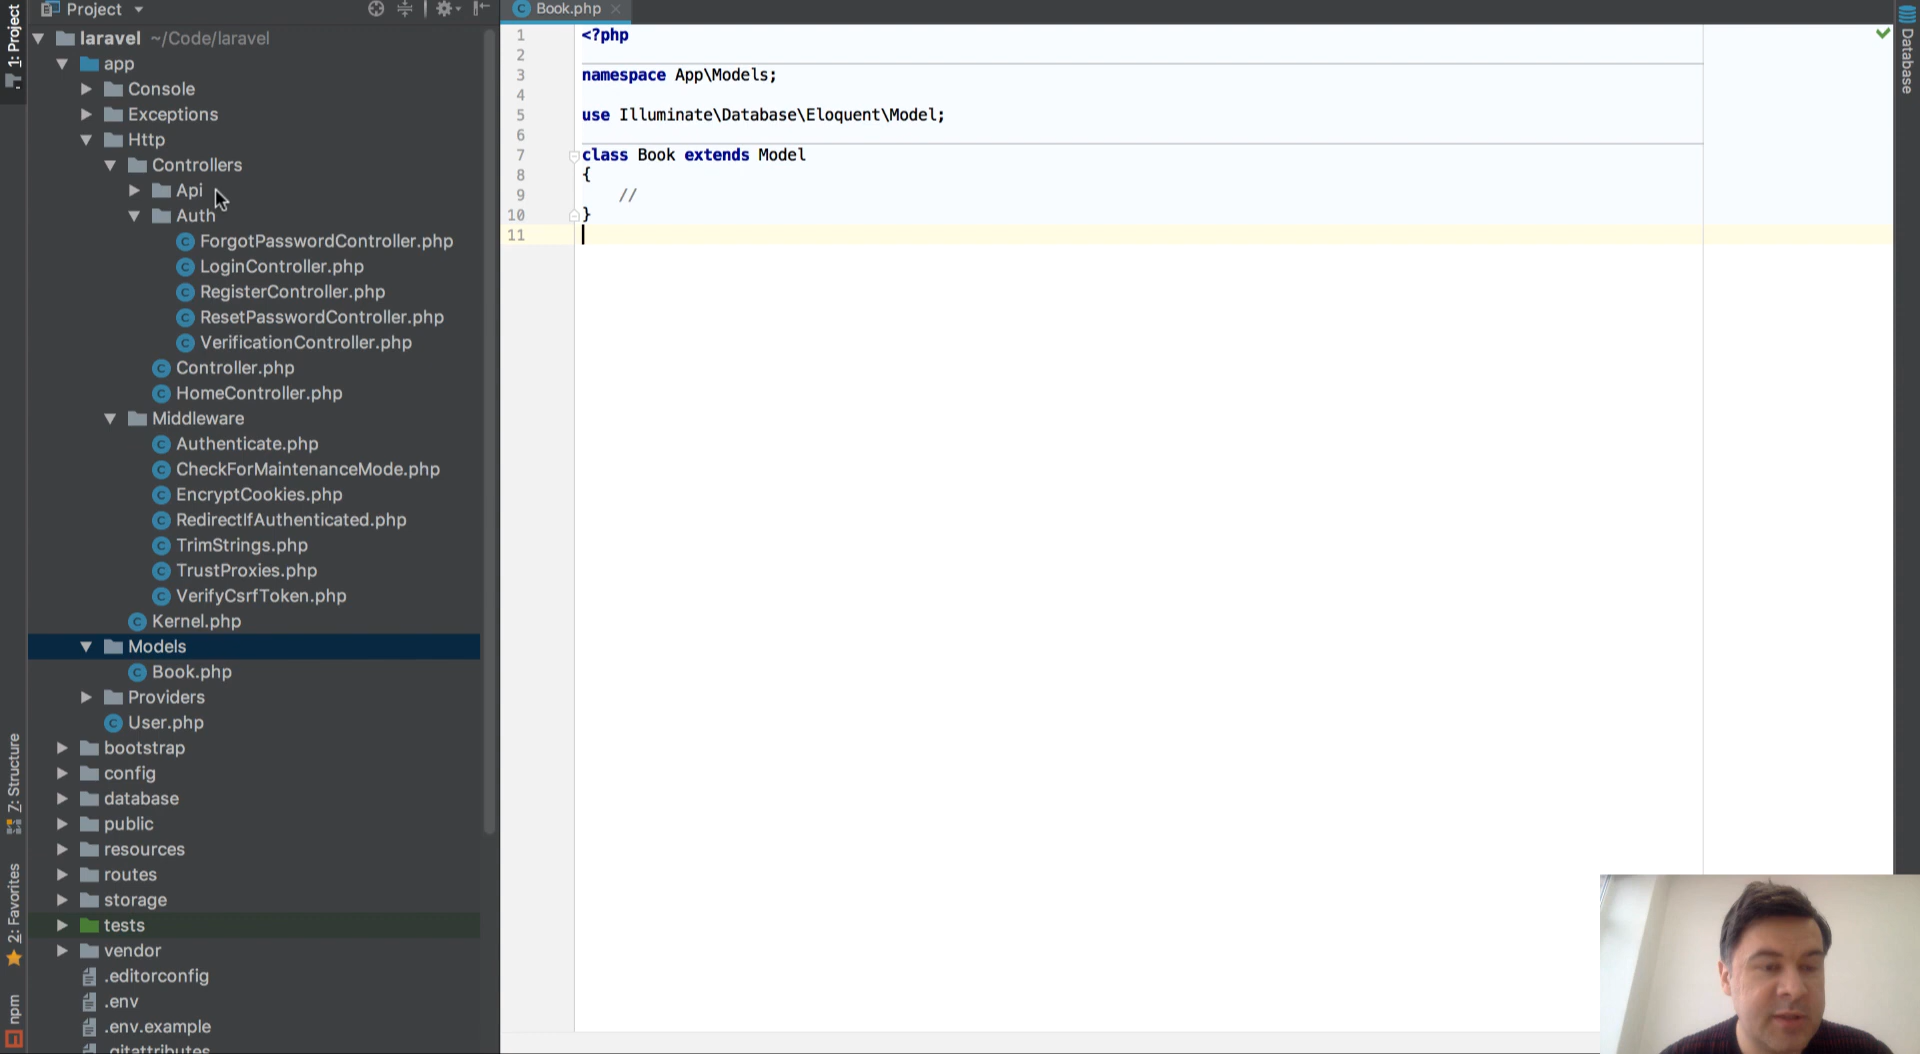 1: Project
7: Structure
2: Favorites
npm
Project
laravel ~/Code/laravel
app
Console
Exceptions
Http
Controllers
Api
Auth
ForgotPasswordController.php
LoginController.php
RegisterController.php
ResetPasswordController.php
VerificationController.php
Controller.php
HomeController.php
Middleware
Authenticate.php
CheckForMaintenanceMode.php
EncryptCookies.php
RedirectIfAuthenticated.php
TrimStrings.php
TrustProxies.php
VerifyCsrfToken.php
Kernel.php
Models
Book.php
Providers
User.php
bootstrap
config
database
public
resources
routes
storage
tests
vendor
.editorconfig
.env
.env.example
.gitattributes
Book.php
1 <?php
2
3 namespace App\Models;
4
5 use Illuminate\Database\Eloquent\Model;
6
7 class Book extends Model
8 {
9 //
10 }
11
Database